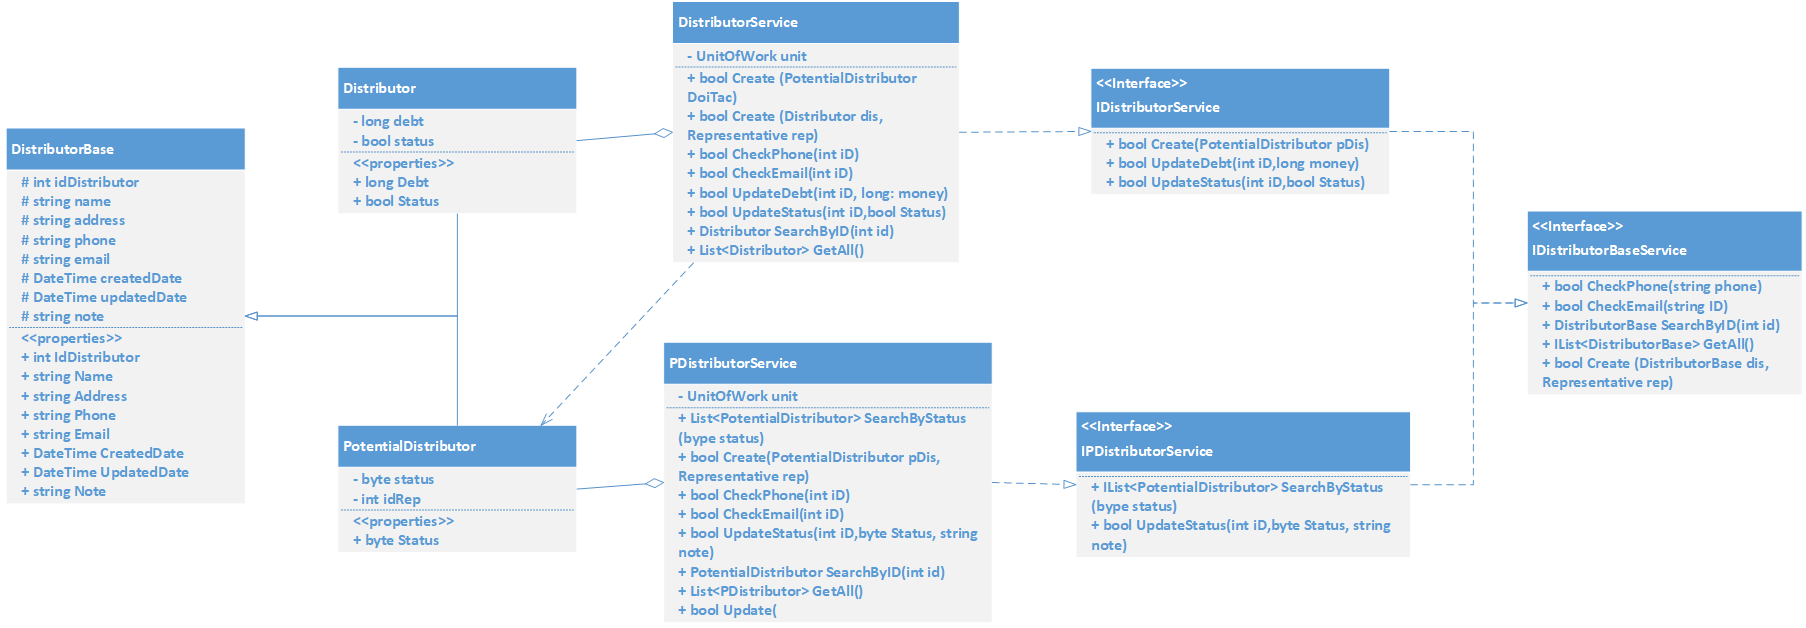 DistributorBase
# int idDistributor
# string name
# string address
# string phone
# string email
# DateTime createdDate
# DateTime updatedDate
# string note
<<properties>>
+ int IdDistributor
+ string Name
+ string Address
+ string Phone
+ string Email
+ DateTime CreatedDate
+ DateTime UpdatedDate
+ string Note
Distributor
- long debt
- bool status
<<properties>>
+ long Debt
+ bool Status
PotentialDistributor
- byte status
- int idRep
<<properties>>
+ byte Status
DistributorService
- UnitOfWork unit
+ bool Create (PotentialDistributor
DoiTac)
+ bool Create (Distributor dis,
Representative rep)
+ bool CheckPhone(int iD)
+ bool CheckEmail(int iD)
+ bool UpdateDebt(int iD, long: money)
+ bool UpdateStatus(int iD,bool Status)
+ Distributor SearchByID(int id)
+ List<Distributor> GetAll()
PDistributorService
- UnitOfWork unit
+ List<PotentialDistributor> SearchByStatus
(bype status)
+ bool Create(PotentialDistributor pDis,
Representative rep)
+ bool CheckPhone(int iD)
+ bool CheckEmail(int iD)
+ bool UpdateStatus(int iD,byte Status, string
note)
+ PotentialDistributor SearchByID(int id)
+ List<PDistributor> GetAll()
+ bool Update(
<<Interface>>
IDistributorService
+ bool Create(PotentialDistributor pDis)
+ bool UpdateDebt(int iD,long money)
+ bool UpdateStatus(int iD,bool Status)
<<Interface>>
IPDistributorService
+ IList<PotentialDistributor> SearchByStatus
(bype status)
+ bool UpdateStatus(int iD,byte Status, string
note)
<<Interface>>
IDistributorBaseService
+ bool CheckPhone(string phone)
+ bool CheckEmail(string ID)
+ DistributorBase SearchByID(int id)
+ IList<DistributorBase> GetAll()
+ bool Create (DistributorBase dis,
Representative rep)